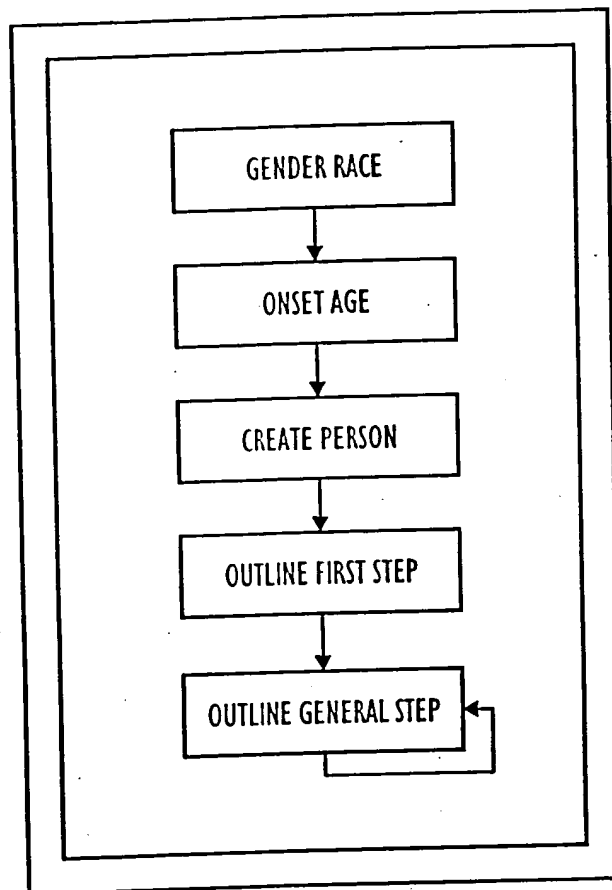 GENDER RACE
ONSET AGE
CREATE PERSON
OUTLINE FIRST STEP
OUTLINE GENERAL STEP